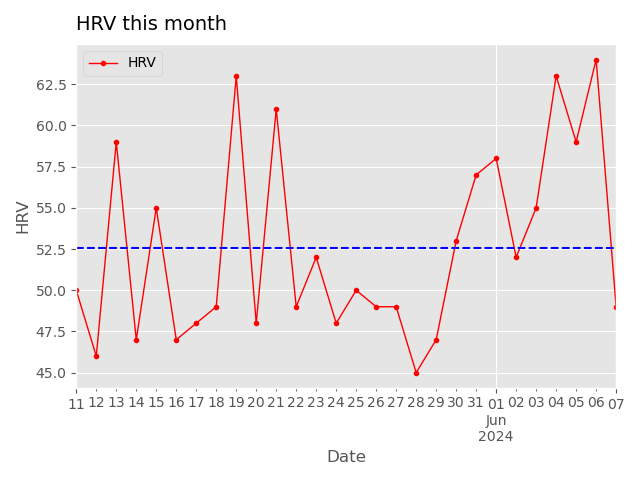 HRV this month
HRV
62.5
60.0
57.5
55.0
52.5
50.0
47.5
45.0
HRV
11 12 13 14 15 16 17 18 19 20 21 22 23 24 25 26 27 28 29 30 31 01 02 03 04 05 06 07
Jun
2024
Date